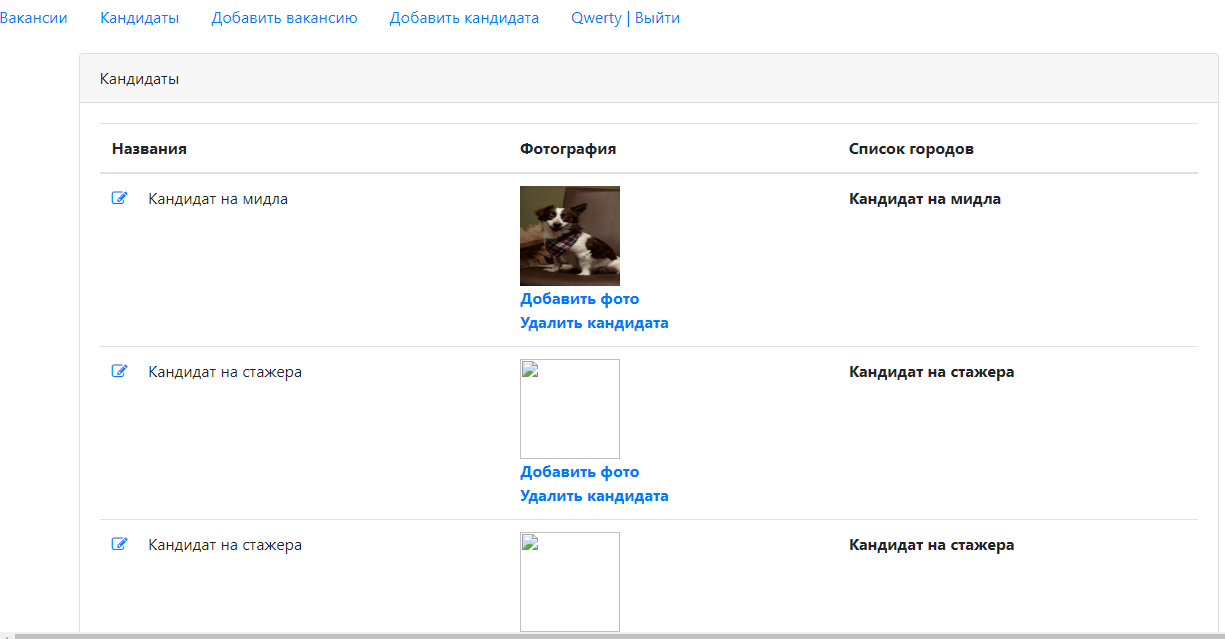 Вакансии Кандидаты Добавить вакансию Добавить кандидата Qwerty | Выйти
Кандидаты
Названия Фотография Список городов
Кандидат на мидла Кандидат на мидла
Добавить фото
Удалить кандидата
Кандидат на стажера Кандидат на стажера
Добавить фото
Удалить кандидата
Кандидат на стажера Кандидат на стажера